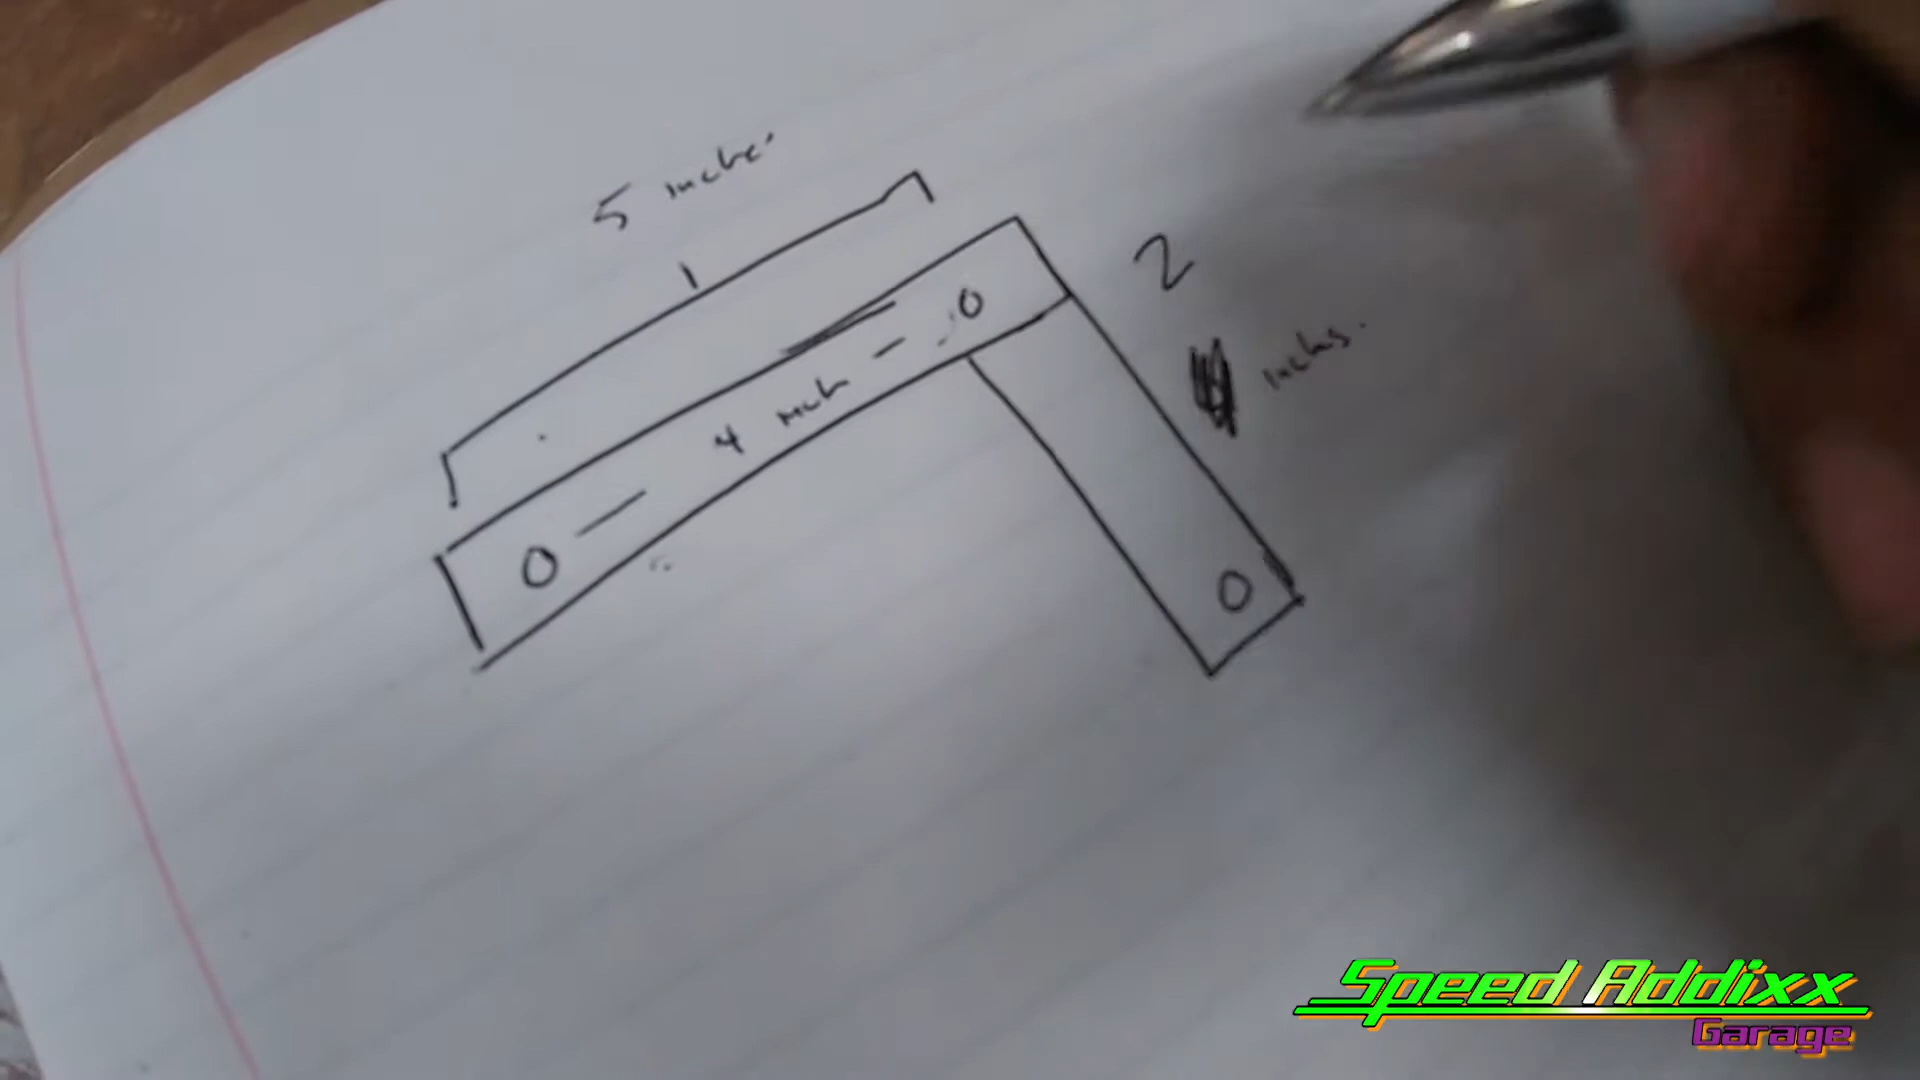 5 inches
2
inches.
O — 4 inch — O
O
Speed Addixx
Garage